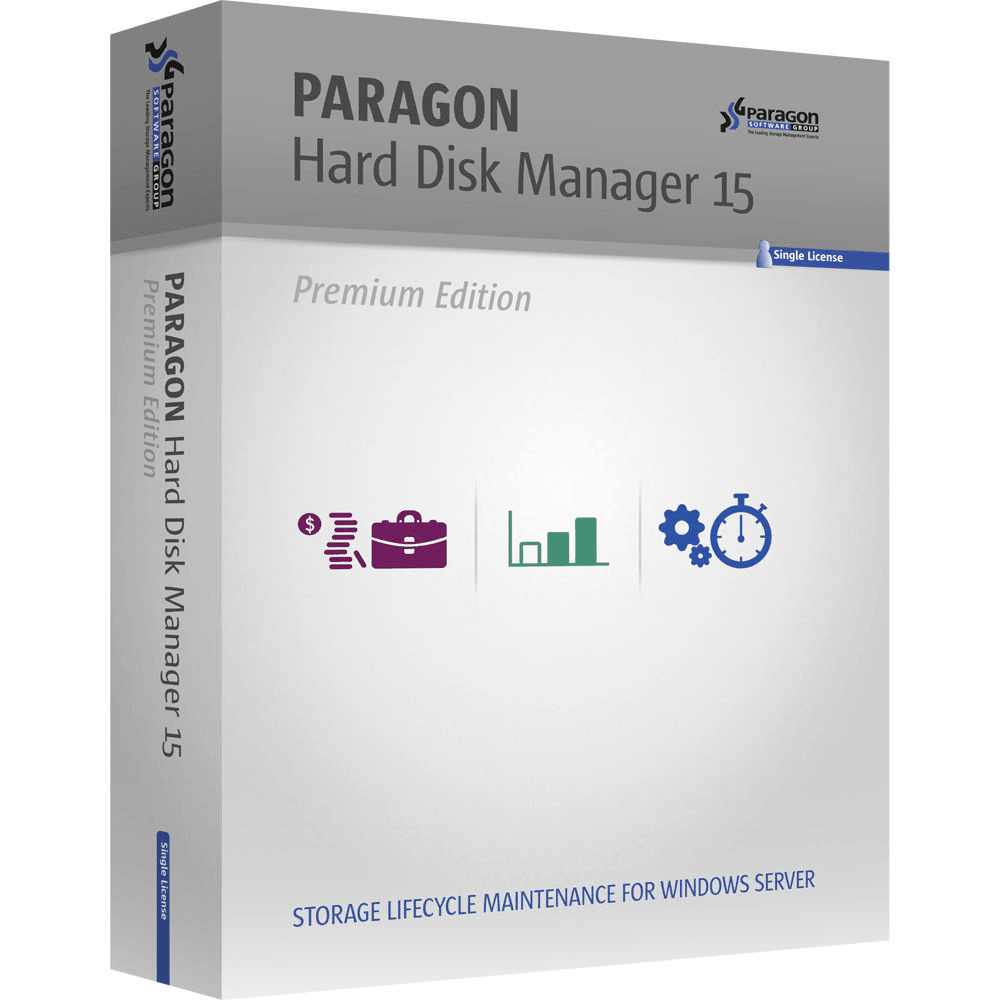 PARAGON
Hard Disk Manager 15
paragon
SOFTWARE GROUP
The Leading Storage Management Experts
Single License
Premium Edition
$
STORAGE LIFECYCLE MAINTENANCE FOR WINDOWS SERVER
paragon
SOFTWARE GROUP
The Leading Storage Management Experts
PARAGON Hard Disk Manager 15
Premium Edition
Single License